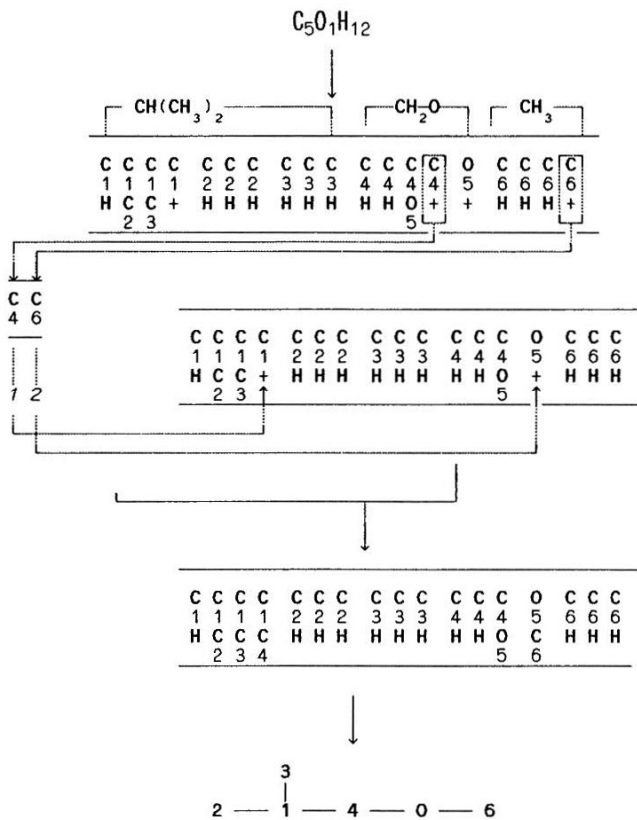 C5O1H12
CH(CH3)2 CH2O CH3
C C C C C C C C C C C C C C O C C C C
1 1 1 1 2 2 2 3 3 3 4 4 4 4 5 6 6 6 6
H C C + H H H H H H H H O + + H H H +
2 3 5
C C
4 6
C C C C C C C C C C C C C O C C C
1 1 1 1 2 2 2 3 3 3 4 4 4 5 6 6 6
H C C + H H H H H H H H O + H H H
2 3 5
1 2
C C C C C C C C C C C C C O C C C
1 1 1 1 2 2 2 3 3 3 4 4 4 5 6 6 6
H C C C H H H H H H H H O C H H H
2 3 4 5 6
3
2 — 1 — 4 — O — 6